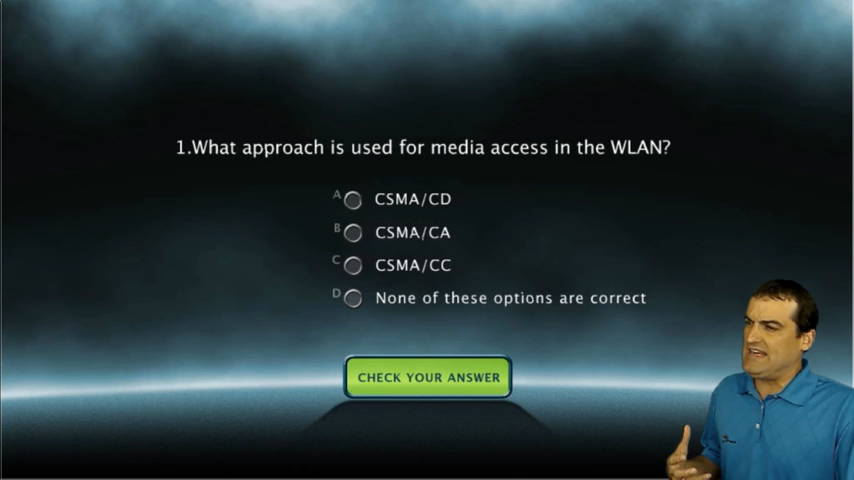 1.What approach is used for media access in the WLAN?
A CSMA/CD
B CSMA/CA
C CSMA/CC
D None of these options are correct
CHECK YOUR ANSWER